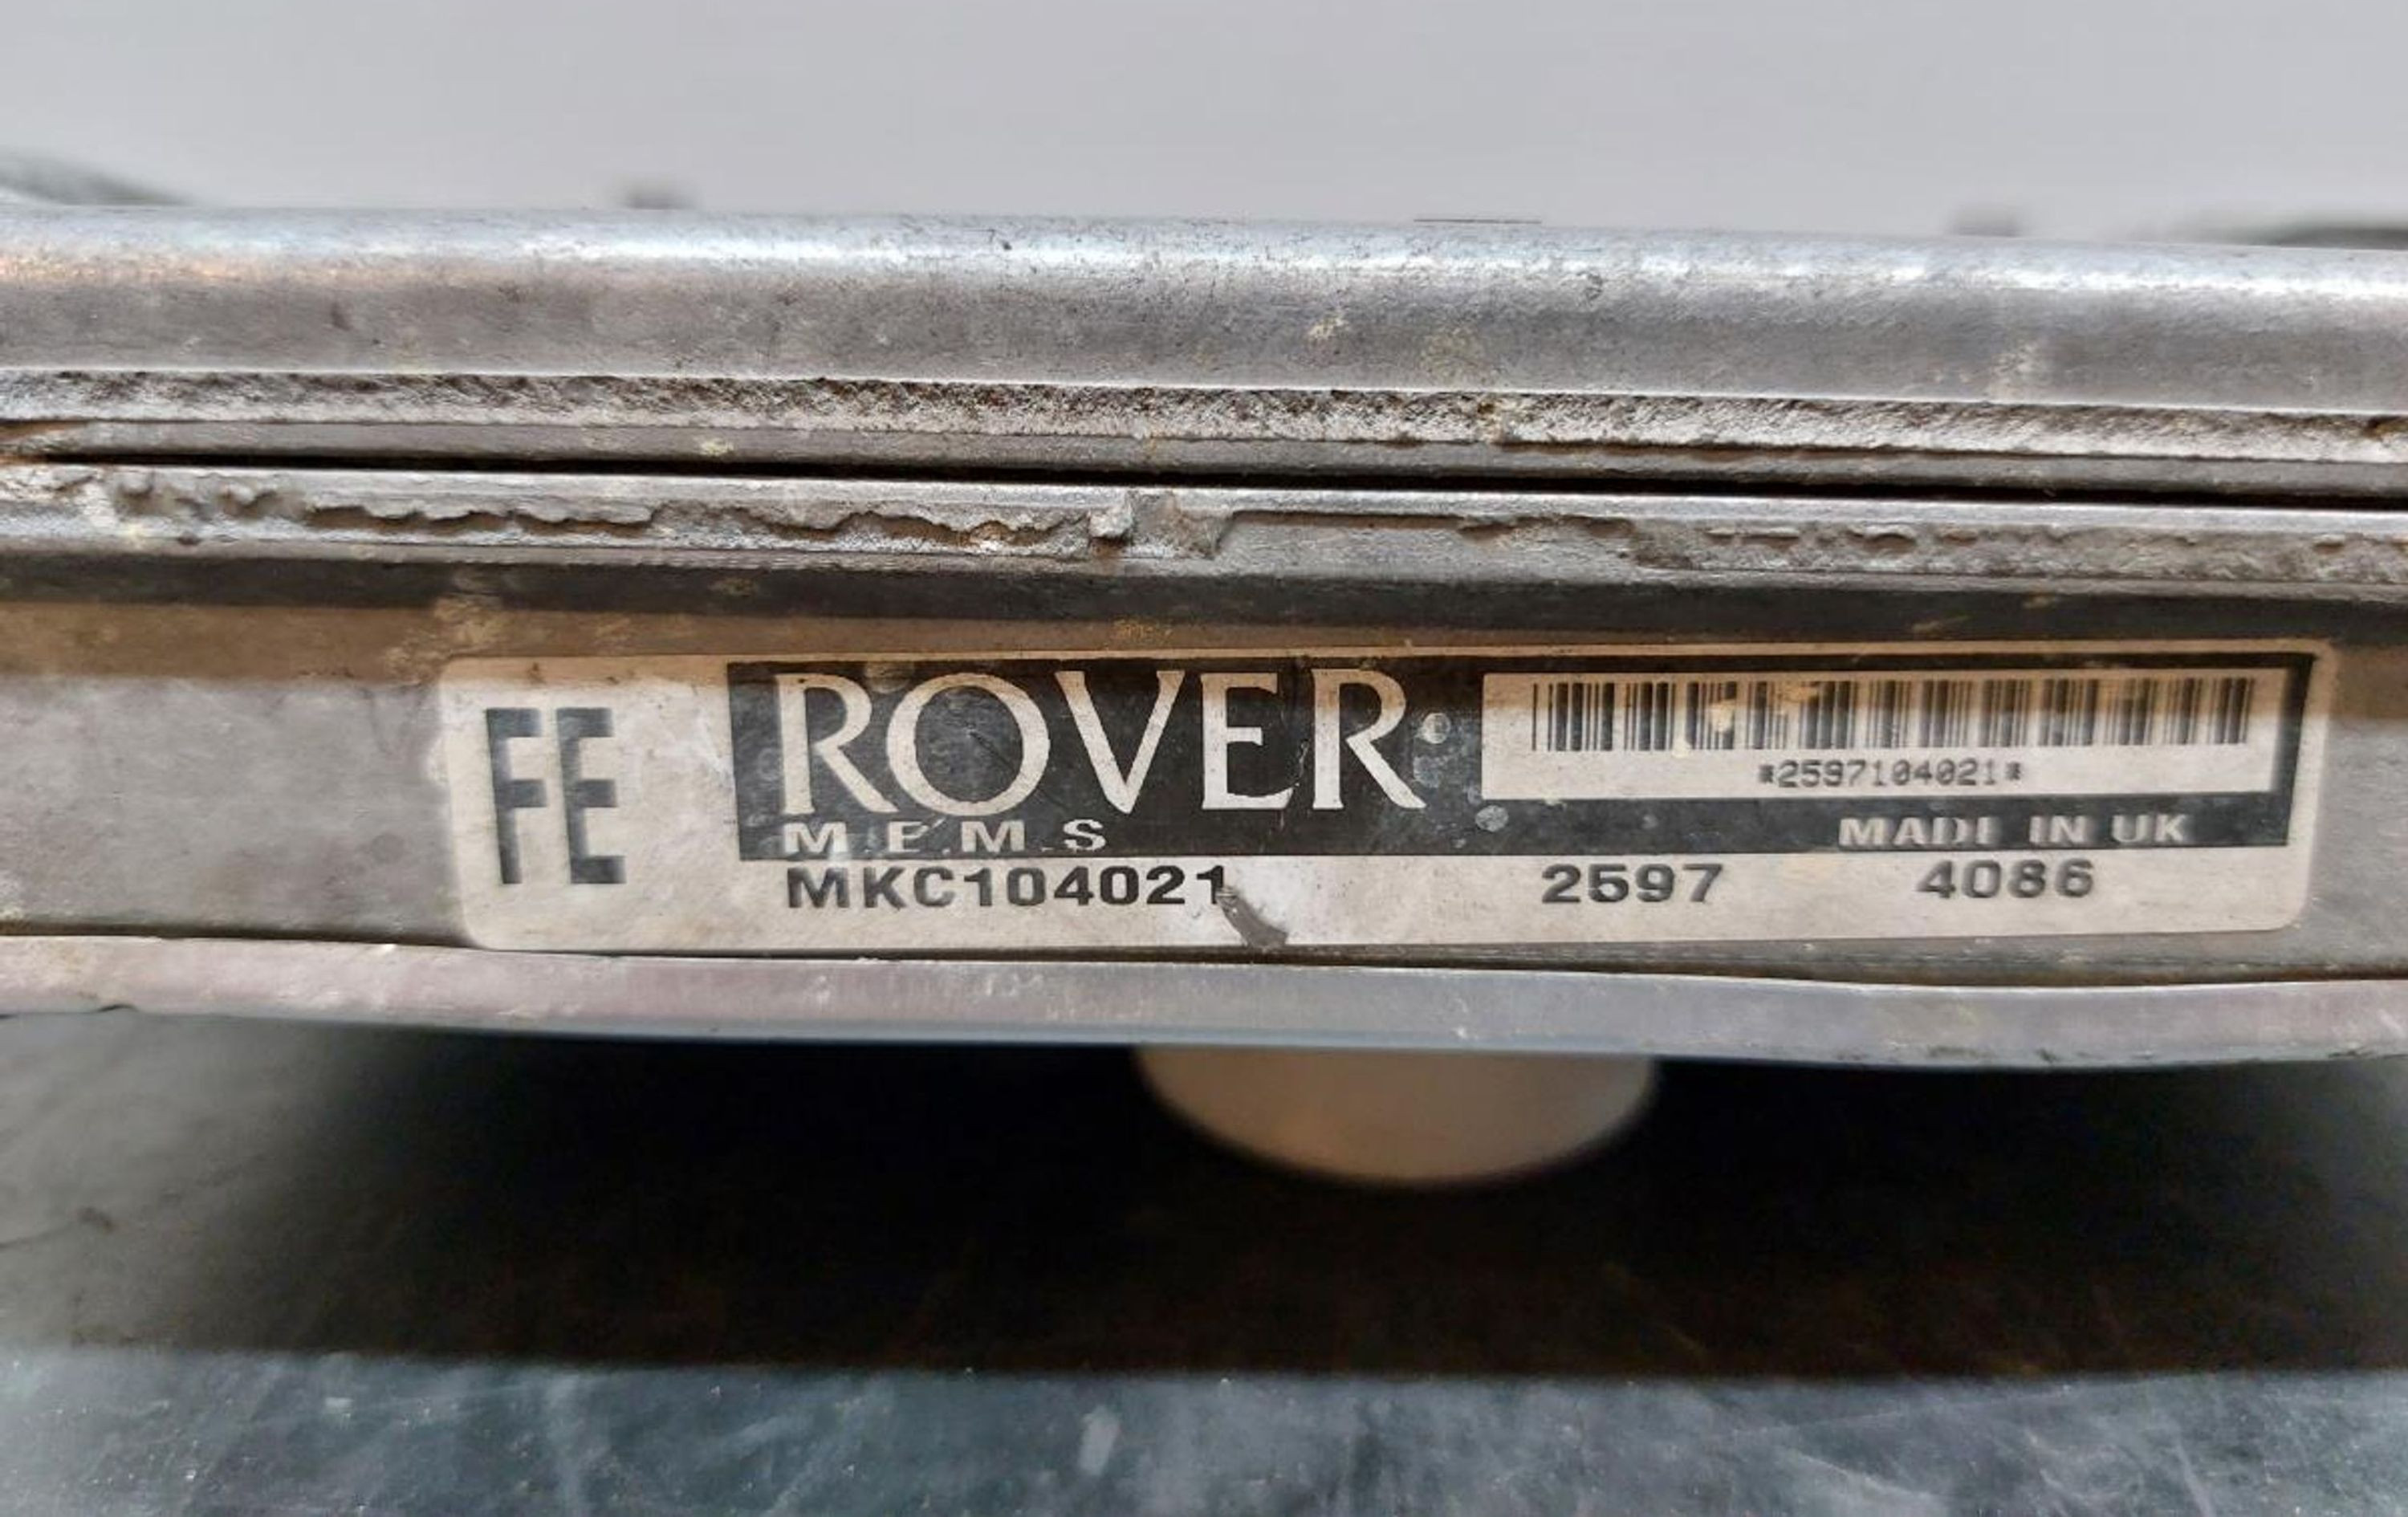 FE
ROVER
*2597104021*
M.E.M.S
MADE IN UK
MKC104021 2597 4086